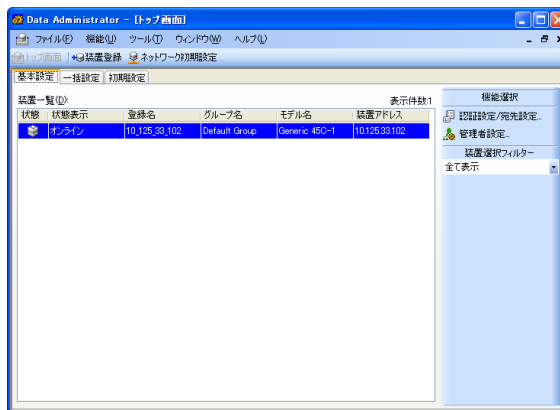 Data Administrator - [トップ画面]
ファイル(F) 機能(U) ツール(T) ウィンドウ(W) ヘルプ(L)
トップ画面 装置登録 ネットワーク初期設定
基本設定 一括設定 初期設定
装置一覧(D): 表示件数:1
状態 状態表示 登録名 グループ名 モデル名 装置アドレス
オンライン 10_125_33_102 Default Group Generic 45C-1 10.125.33.102
機能選択
認証設定/宛先設定...
管理者設定...
装置選択フィルター
全て表示